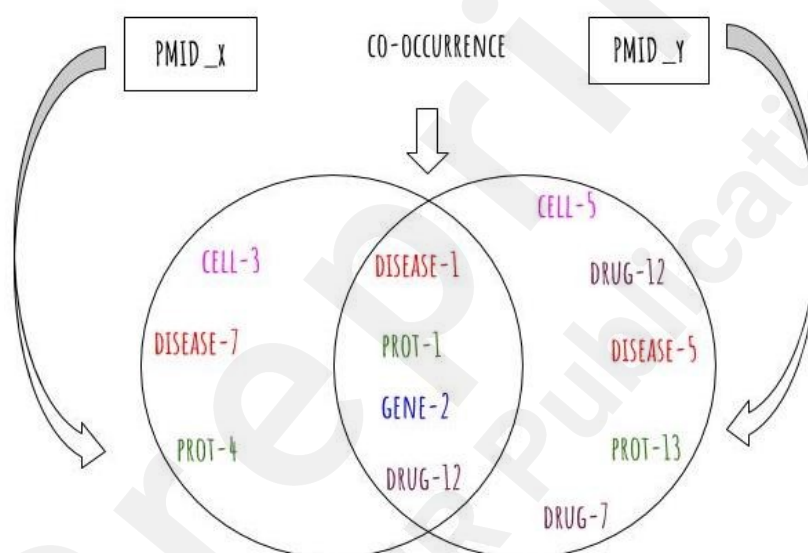 PMID_X
CO-OCCURRENCE
PMID_Y
CELL-5
CELL-3
DISEASE-1
DRUG-12
DISEASE-7
PROT-1
DISEASE-5
GENE-2
PROT-4
PROT-13
DRUG-12
DRUG-7